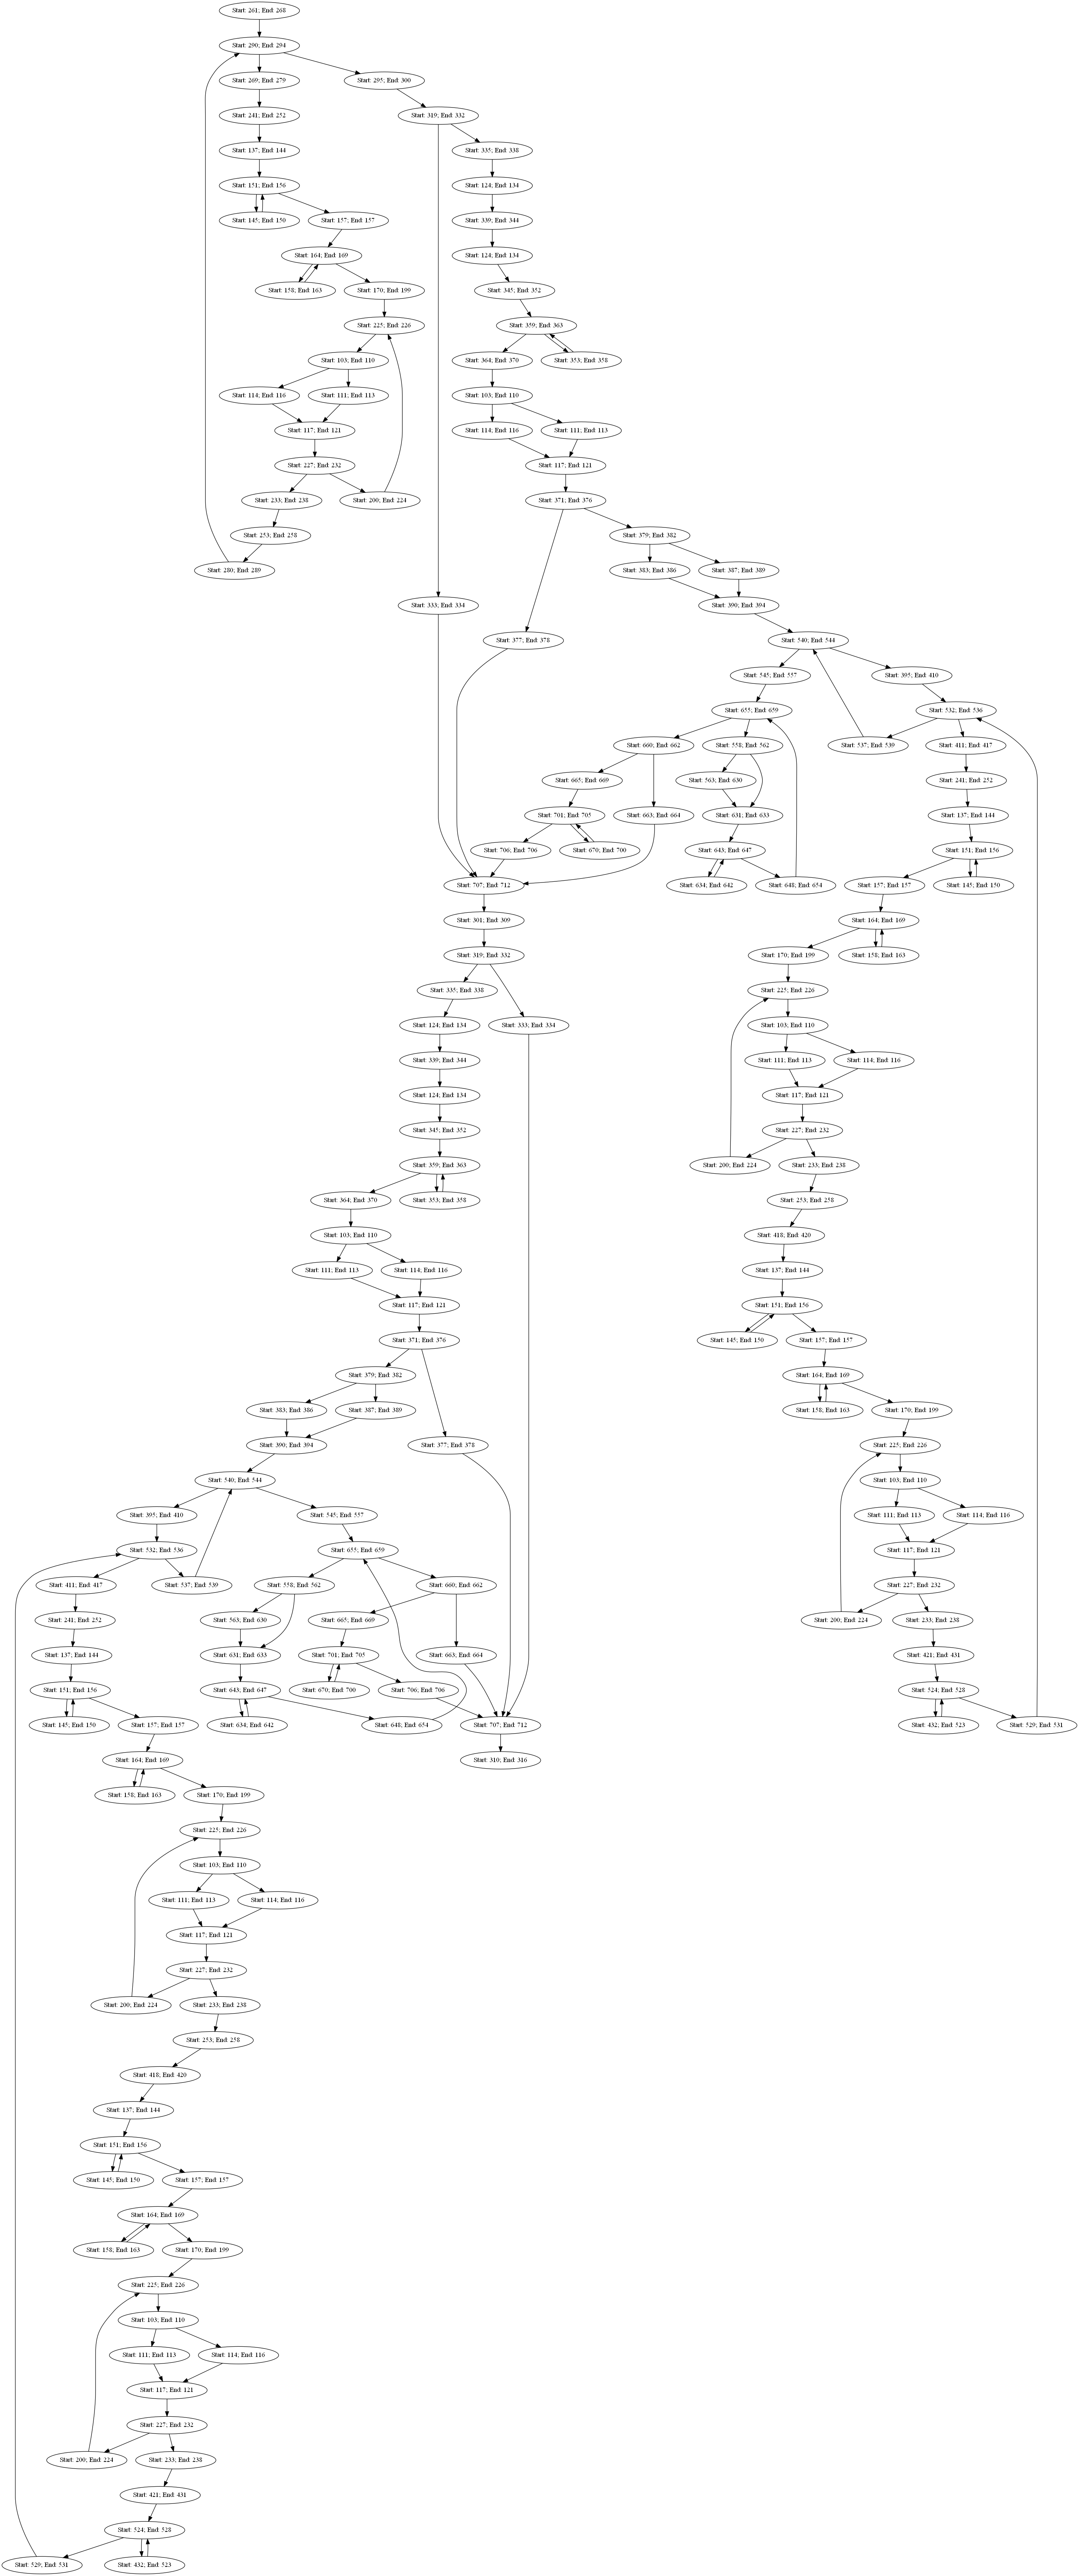 Start: 261; End: 268
Start: 290; End: 294
Start: 269; End: 279
Start: 295; End: 300
Start: 241; End: 252
Start: 319; End: 332
Start: 137; End: 144
Start: 335; End: 338
Start: 151; End: 156
Start: 124; End: 134
Start: 145; End: 150
Start: 157; End: 157
Start: 339; End: 344
Start: 164; End: 169
Start: 124; End: 134
Start: 158; End: 163
Start: 170; End: 199
Start: 345; End: 352
Start: 225; End: 226
Start: 359; End: 363
Start: 103; End: 110
Start: 364; End: 370
Start: 353; End: 358
Start: 114; End: 116
Start: 111; End: 113
Start: 103; End: 110
Start: 117; End: 121
Start: 114; End: 116
Start: 111; End: 113
Start: 227; End: 232
Start: 117; End: 121
Start: 233; End: 238
Start: 200; End: 224
Start: 371; End: 376
Start: 253; End: 258
Start: 379; End: 382
Start: 280; End: 289
Start: 383; End: 386
Start: 387; End: 389
Start: 333; End: 334
Start: 390; End: 394
Start: 377; End: 378
Start: 540; End: 544
Start: 545; End: 557
Start: 395; End: 410
Start: 655; End: 659
Start: 532; End: 536
Start: 660; End: 662
Start: 558; End: 562
Start: 537; End: 539
Start: 411; End: 417
Start: 665; End: 669
Start: 563; End: 630
Start: 241; End: 252
Start: 701; End: 705
Start: 663; End: 664
Start: 631; End: 633
Start: 137; End: 144
Start: 706; End: 706
Start: 670; End: 700
Start: 643; End: 647
Start: 151; End: 156
Start: 707; End: 712
Start: 634; End: 642
Start: 648; End: 654
Start: 157; End: 157
Start: 145; End: 150
Start: 301; End: 309
Start: 164; End: 169
Start: 319; End: 332
Start: 170; End: 199
Start: 158; End: 163
Start: 335; End: 338
Start: 225; End: 226
Start: 124; End: 134
Start: 333; End: 334
Start: 103; End: 110
Start: 339; End: 344
Start: 111; End: 113
Start: 114; End: 116
Start: 124; End: 134
Start: 117; End: 121
Start: 345; End: 352
Start: 227; End: 232
Start: 359; End: 363
Start: 200; End: 224
Start: 233; End: 238
Start: 364; End: 370
Start: 353; End: 358
Start: 253; End: 258
Start: 103; End: 110
Start: 418; End: 420
Start: 111; End: 113
Start: 114; End: 116
Start: 137; End: 144
Start: 117; End: 121
Start: 151; End: 156
Start: 371; End: 376
Start: 145; End: 150
Start: 157; End: 157
Start: 379; End: 382
Start: 164; End: 169
Start: 383; End: 386
Start: 387; End: 389
Start: 158; End: 163
Start: 170; End: 199
Start: 390; End: 394
Start: 377; End: 378
Start: 225; End: 226
Start: 540; End: 544
Start: 103; End: 110
Start: 395; End: 410
Start: 545; End: 557
Start: 111; End: 113
Start: 114; End: 116
Start: 532; End: 536
Start: 655; End: 659
Start: 117; End: 121
Start: 411; End: 417
Start: 537; End: 539
Start: 558; End: 562
Start: 660; End: 662
Start: 227; End: 232
Start: 241; End: 252
Start: 563; End: 630
Start: 665; End: 669
Start: 200; End: 224
Start: 233; End: 238
Start: 137; End: 144
Start: 631; End: 633
Start: 701; End: 705
Start: 663; End: 664
Start: 421; End: 431
Start: 151; End: 156
Start: 643; End: 647
Start: 670; End: 700
Start: 706; End: 706
Start: 524; End: 528
Start: 145; End: 150
Start: 157; End: 157
Start: 634; End: 642
Start: 648; End: 654
Start: 707; End: 712
Start: 432; End: 523
Start: 529; End: 531
Start: 164; End: 169
Start: 310; End: 316
Start: 158; End: 163
Start: 170; End: 199
Start: 225; End: 226
Start: 103; End: 110
Start: 111; End: 113
Start: 114; End: 116
Start: 117; End: 121
Start: 227; End: 232
Start: 200; End: 224
Start: 233; End: 238
Start: 253; End: 258
Start: 418; End: 420
Start: 137; End: 144
Start: 151; End: 156
Start: 145; End: 150
Start: 157; End: 157
Start: 164; End: 169
Start: 158; End: 163
Start: 170; End: 199
Start: 225; End: 226
Start: 103; End: 110
Start: 111; End: 113
Start: 114; End: 116
Start: 117; End: 121
Start: 227; End: 232
Start: 200; End: 224
Start: 233; End: 238
Start: 421; End: 431
Start: 524; End: 528
Start: 529; End: 531
Start: 432; End: 523